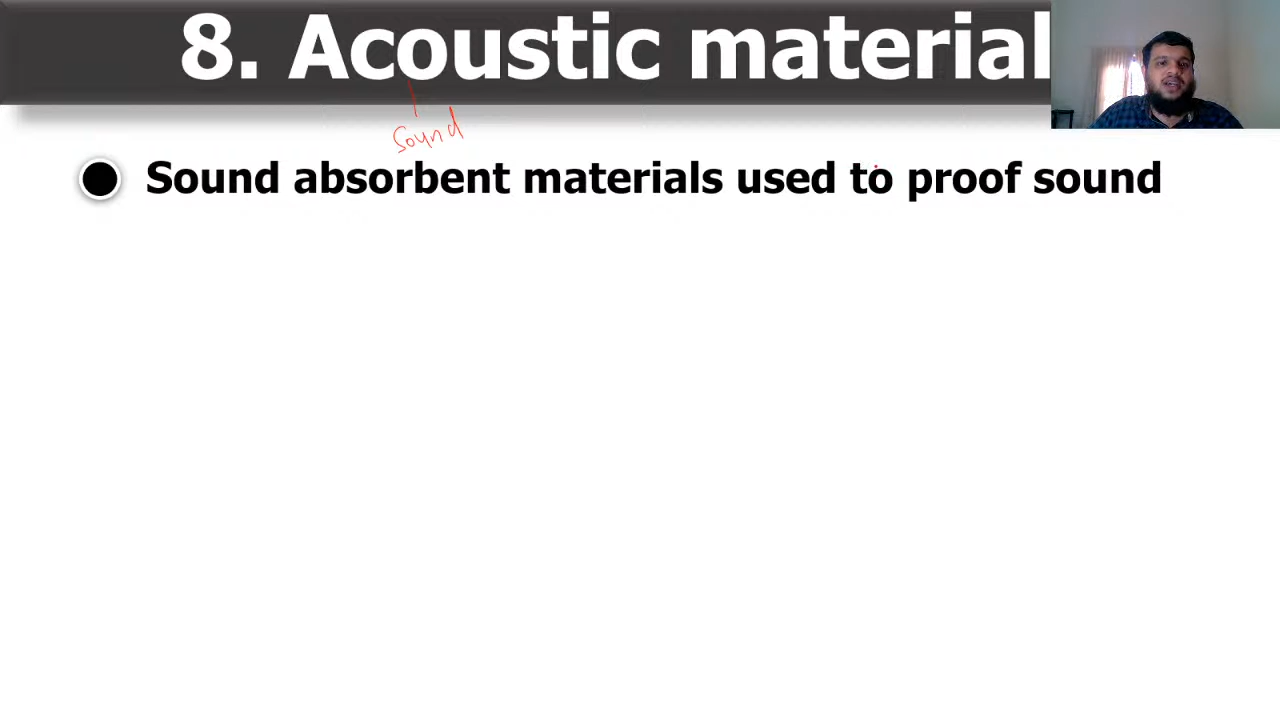 8. Acoustic material
Sound
Sound absorbent materials used to proof sound